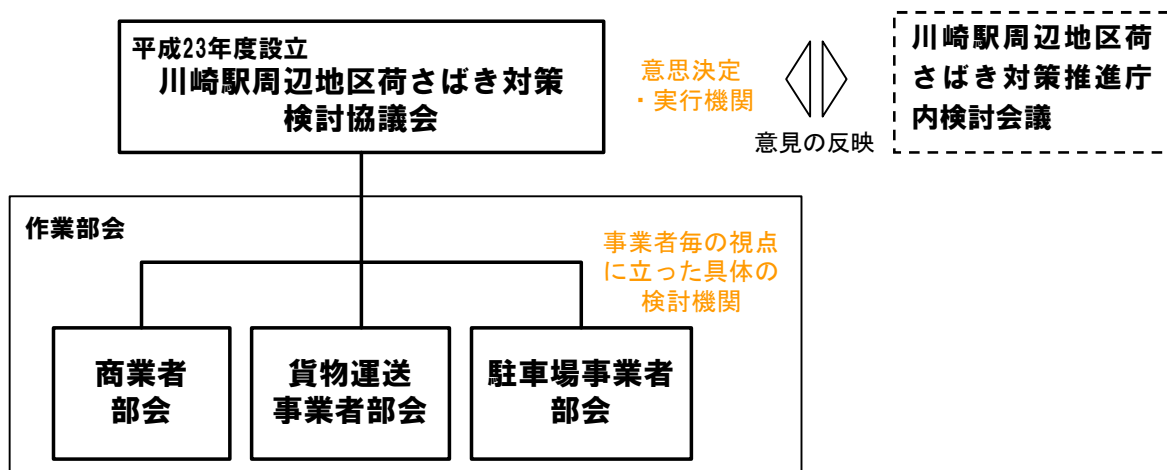 平成23年度設立
川崎駅周辺地区荷さばき対策
検討協議会
意思決定
・実行機関
意見の反映
川崎駅周辺地区荷
さばき対策推進庁
内検討会議
作業部会
事業者毎の視点
に立った具体の
検討機関
商業者
部会
貨物運送
事業者部会
駐車場事業者
部会